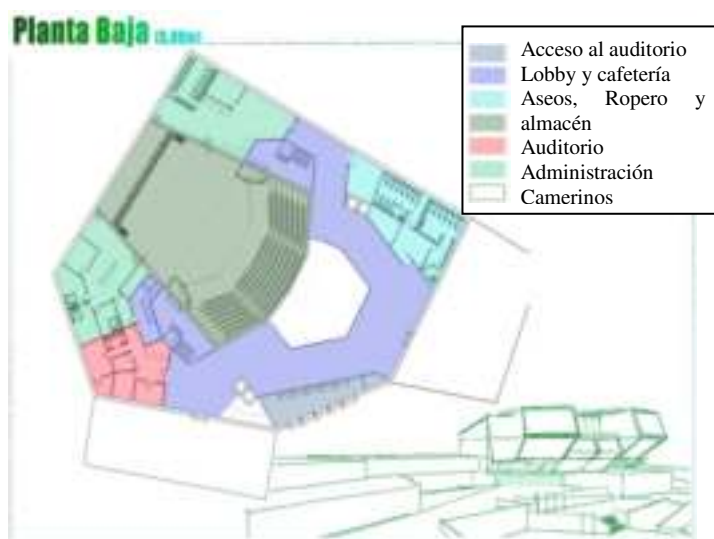 Planta Baja
Acceso al auditorio
Lobby y cafetería
Aseos, Ropero y
almacén
Auditorio
Administración
Camerinos